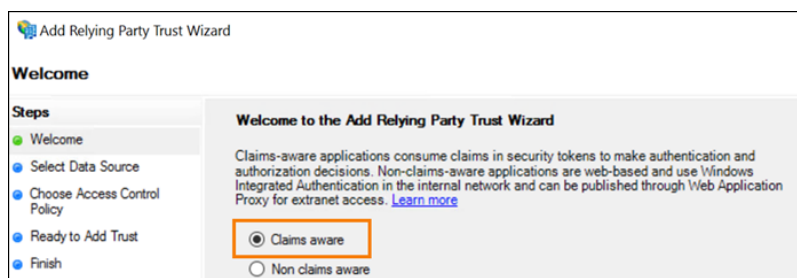 Add Relying Party Trust Wizard
Welcome
Steps
Welcome
Select Data Source
Choose Access Control
Policy
Ready to Add Trust
Finish
Welcome to the Add Relying Party Trust Wizard
Claims-aware applications consume claims in security tokens to make authentication and
authorization decisions. Non-claims-aware applications are web-based and use Windows
Integrated Authentication in the internal network and can be published through Web Application
Proxy for extranet access. Learn more
Claims aware
Non claims aware